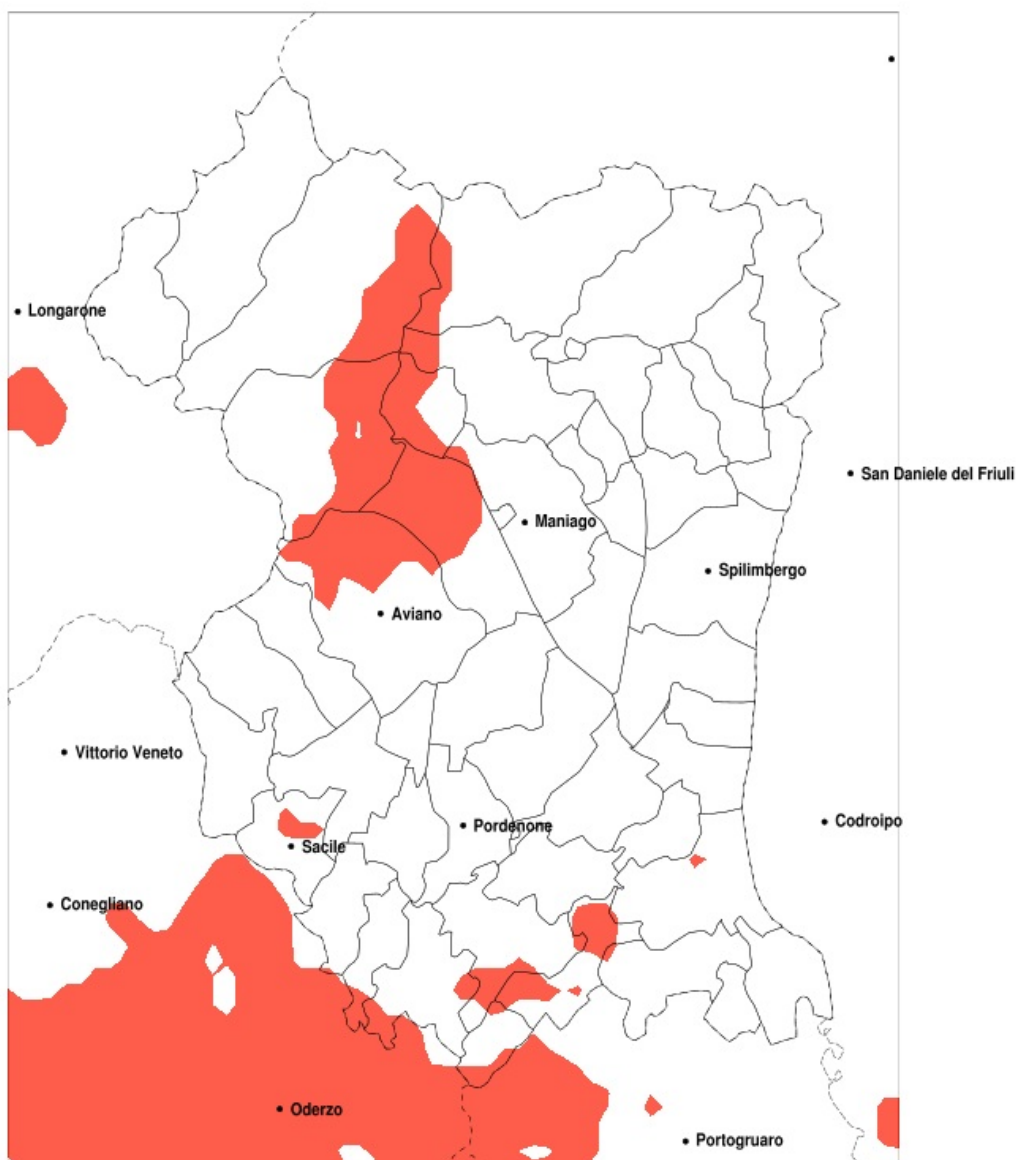 Longarone
San Daniele del Friuli
Maniago
Spilimbergo
Aviano
Vittorio Veneto
Codroipo
Pordenone
Sacile
Conegliano
Oderzo
Portogruaro